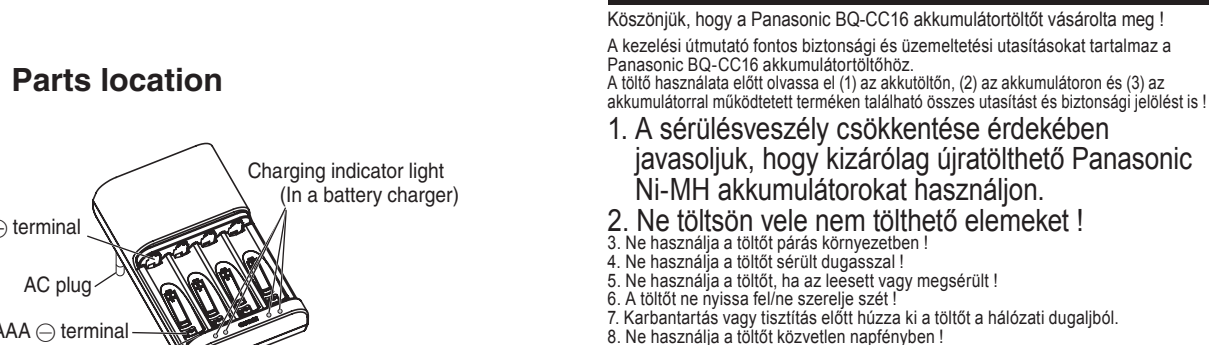 Parts location
Charging indicator light
(In a battery charger)
⊖ terminal
AC plug
AAA ⊖ terminal
Köszönjük, hogy a Panasonic BQ-CC16 akkumulátortöltőt vásárolta meg !
A kezelési útmutató fontos biztonsági és üzemeltetési utasításokat tartalmaz a
Panasonic BQ-CC16 akkumulátortöltőhöz.
A töltő használata előtt olvassa el (1) az akkutöltőn, (2) az akkumulátoron és (3) az
akkumulátorral működtetett terméken található összes utasítást és biztonsági jelölést is !
1. A sérülésveszély csökkentése érdekében
javasoljuk, hogy kizárólag újratölthető Panasonic
Ni-MH akkumulátorokat használjon.
2. Ne töltsön vele nem tölthető elemeket !
3. Ne használja a töltőt párás környezetben !
4. Ne használja a töltőt sérült dugasszal !
5. Ne használja a töltőt, ha az leesett vagy megsérült !
6. A töltőt ne nyissa fel/ne szerelje szét !
7. Karbantartás vagy tisztítás előtt húzza ki a töltőt a hálózati dugaljból.
8. Ne használja a töltőt közvetlen napfényben !